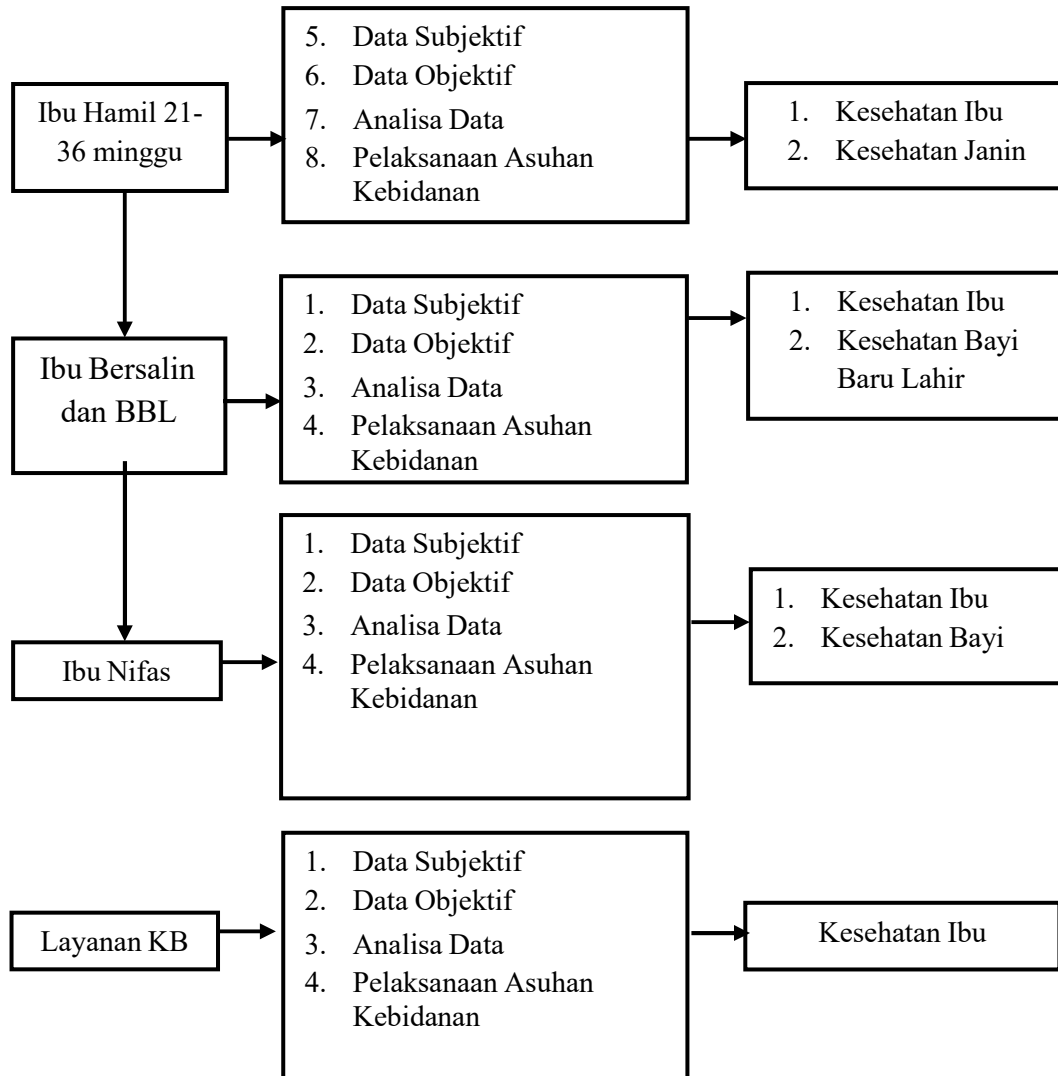 Ibu Hamil 21-
36 minggu
5. Data Subjektif
6. Data Objektif
7. Analisa Data
8. Pelaksanaan Asuhan
Kebidanan
1. Kesehatan Ibu
2. Kesehatan Janin
Ibu Bersalin
dan BBL
1. Data Subjektif
2. Data Objektif
3. Analisa Data
4. Pelaksanaan Asuhan
Kebidanan
1. Kesehatan Ibu
2. Kesehatan Bayi
Baru Lahir
Ibu Nifas
1. Data Subjektif
2. Data Objektif
3. Analisa Data
4. Pelaksanaan Asuhan
Kebidanan
1. Kesehatan Ibu
2. Kesehatan Bayi
Layanan KB
1. Data Subjektif
2. Data Objektif
3. Analisa Data
4. Pelaksanaan Asuhan
Kebidanan
Kesehatan Ibu